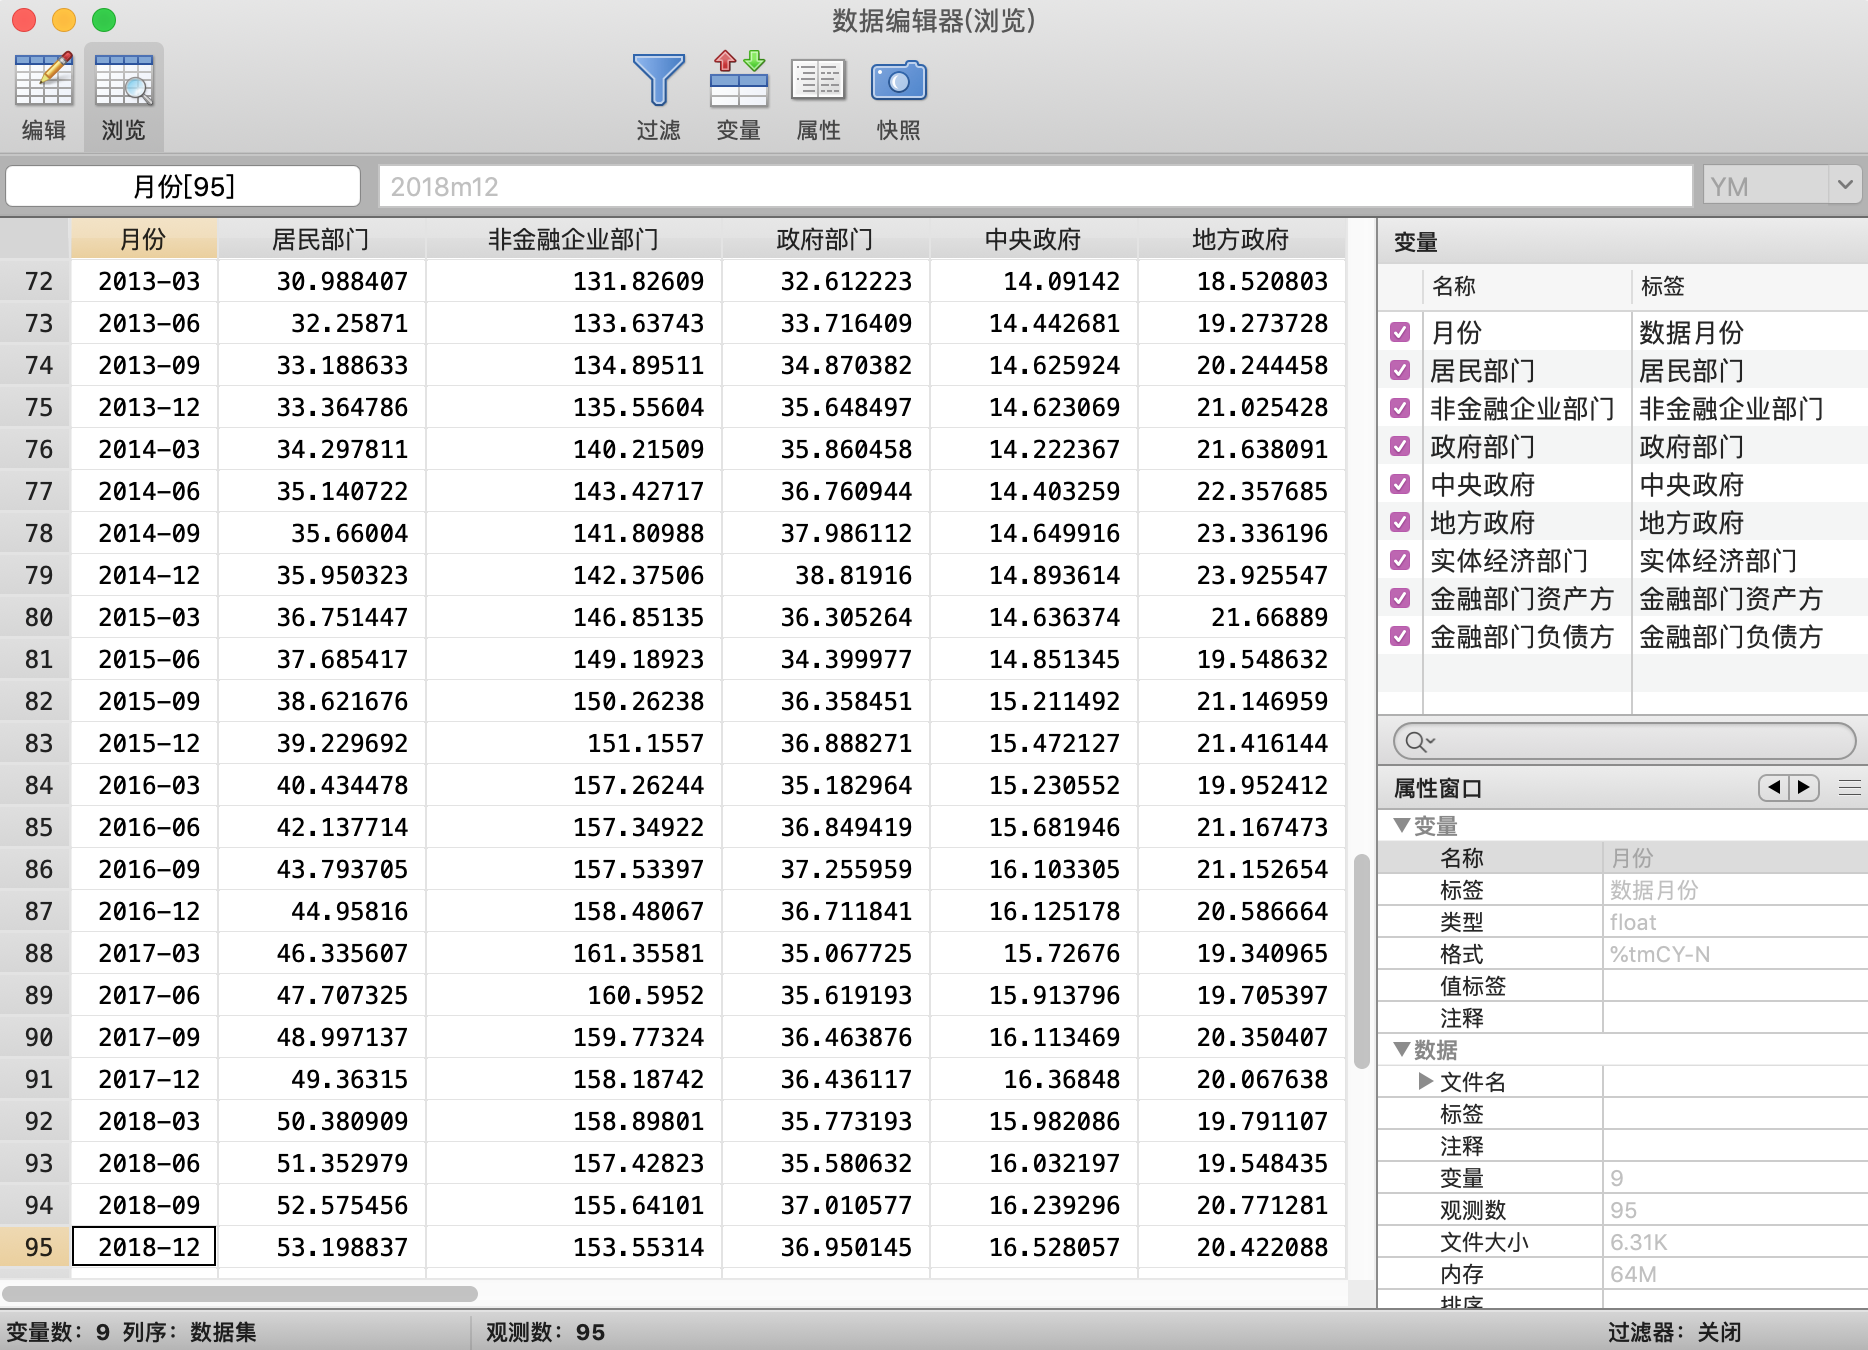 数据编辑器(浏览)
编辑 浏览 过滤 变量 属性 快照
月份[95] 2018m12 YM
月份 居民部门 非金融企业部门 政府部门 中央政府 地方政府
72 2013-03 30.988407 131.82609 32.612223 14.09142 18.520803
73 2013-06 32.25871 133.63743 33.716409 14.442681 19.273728
74 2013-09 33.188633 134.89511 34.870382 14.625924 20.244458
75 2013-12 33.364786 135.55604 35.648497 14.623069 21.025428
76 2014-03 34.297811 140.21509 35.860458 14.222367 21.638091
77 2014-06 35.140722 143.42717 36.760944 14.403259 22.357685
78 2014-09 35.66004 141.80988 37.986112 14.649916 23.336196
79 2014-12 35.950323 142.37506 38.81916 14.893614 23.925547
80 2015-03 36.751447 146.85135 36.305264 14.636374 21.66889
81 2015-06 37.685417 149.18923 34.399977 14.851345 19.548632
82 2015-09 38.621676 150.26238 36.358451 15.211492 21.146959
83 2015-12 39.229692 151.1557 36.888271 15.472127 21.416144
84 2016-03 40.434478 157.26244 35.182964 15.230552 19.952412
85 2016-06 42.137714 157.34922 36.849419 15.681946 21.167473
86 2016-09 43.793705 157.53397 37.255959 16.103305 21.152654
87 2016-12 44.95816 158.48067 36.711841 16.125178 20.586664
88 2017-03 46.335607 161.35581 35.067725 15.72676 19.340965
89 2017-06 47.707325 160.5952 35.619193 15.913796 19.705397
90 2017-09 48.997137 159.77324 36.463876 16.113469 20.350407
91 2017-12 49.36315 158.18742 36.436117 16.36848 20.067638
92 2018-03 50.380909 158.89801 35.773193 15.982086 19.791107
93 2018-06 51.352979 157.42823 35.580632 16.032197 19.548435
94 2018-09 52.575456 155.64101 37.010577 16.239296 20.771281
95 2018-12 53.198837 153.55314 36.950145 16.528057 20.422088
变量
名称 标签
月份 数据月份
居民部门 居民部门
非金融企业部门 非金融企业部门
政府部门 政府部门
中央政府 中央政府
地方政府 地方政府
实体经济部门 实体经济部门
金融部门资产方 金融部门资产方
金融部门负债方 金融部门负债方
属性窗口
变量
名称 月份
标签 数据月份
类型 float
格式 %tmCY-N
值标签
注释
数据
文件名
标签
注释
变量 9
观测数 95
文件大小 6.31K
内存 64M
排序
变量数: 9 列序: 数据集 观测数: 95 过滤器: 关闭